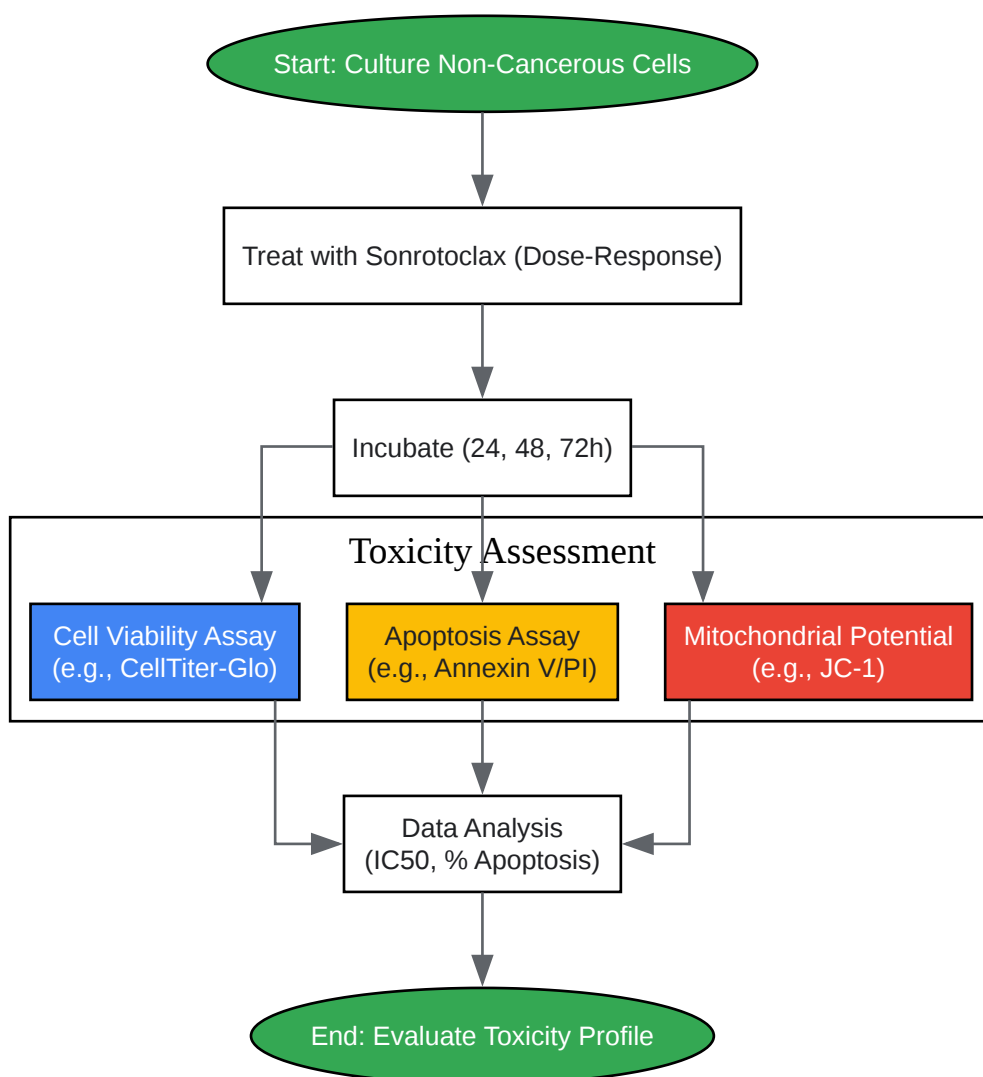 Start: Culture Non-Cancerous Cells
Treat with Sonrotoclax (Dose-Response)
Incubate (24, 48, 72h)
Toxicity Assessment
Cell Viability Assay
(e.g., CellTiter-Glo)
Apoptosis Assay
(e.g., Annexin V/PI)
Mitochondrial Potential
(e.g., JC-1)
Data Analysis
(IC50, % Apoptosis)
End: Evaluate Toxicity Profile